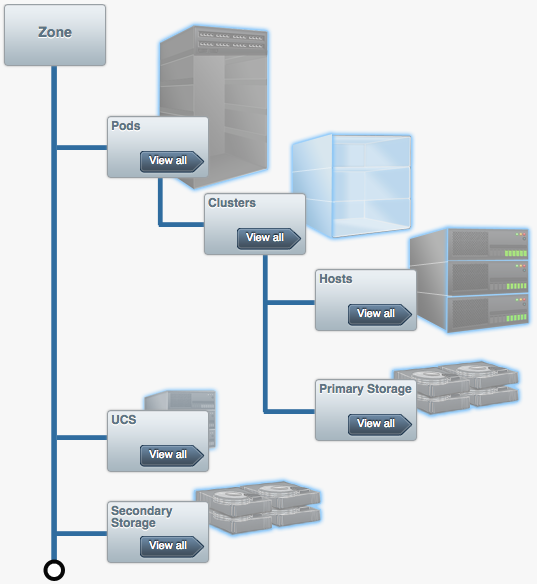 Zone
Pods
View all
Clusters
View all
Hosts
View all
Primary Storage
View all
UCS
View all
Secondary
Storage
View all